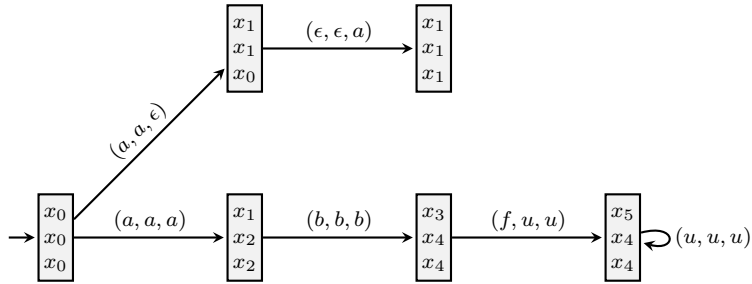 x₁
x₁
x₀
(ϵ, ϵ, a)
x₁
x₁
x₁
(a, a, ϵ)
x₀
x₀
x₀
(a, a, a)
x₁
x₂
x₂
(b, b, b)
x₃
x₄
x₄
(f, u, u)
x₅
x₄
x₄
(u, u, u)